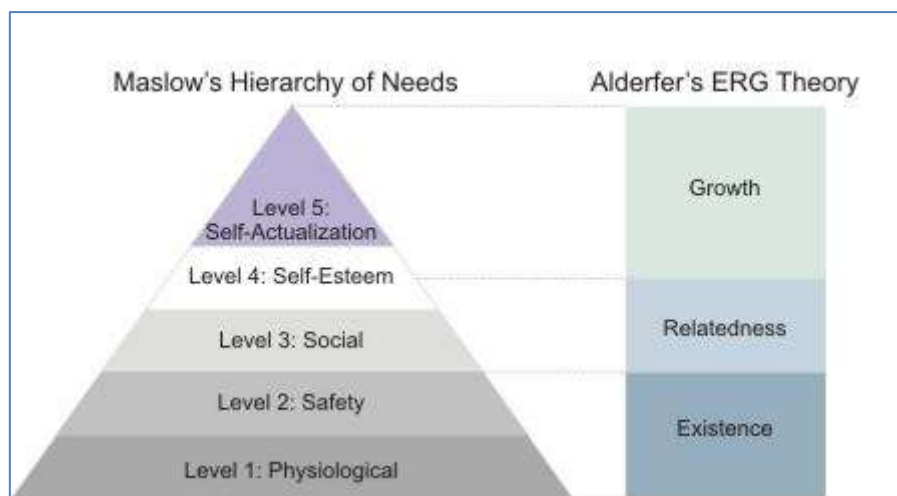 Maslow's Hierarchy of Needs
Alderfer's ERG Theory
Level 5:
Self-Actualization
Level 4: Self-Esteem
Level 3: Social
Level 2: Safety
Level 1: Physiological
Growth
Relatedness
Existence